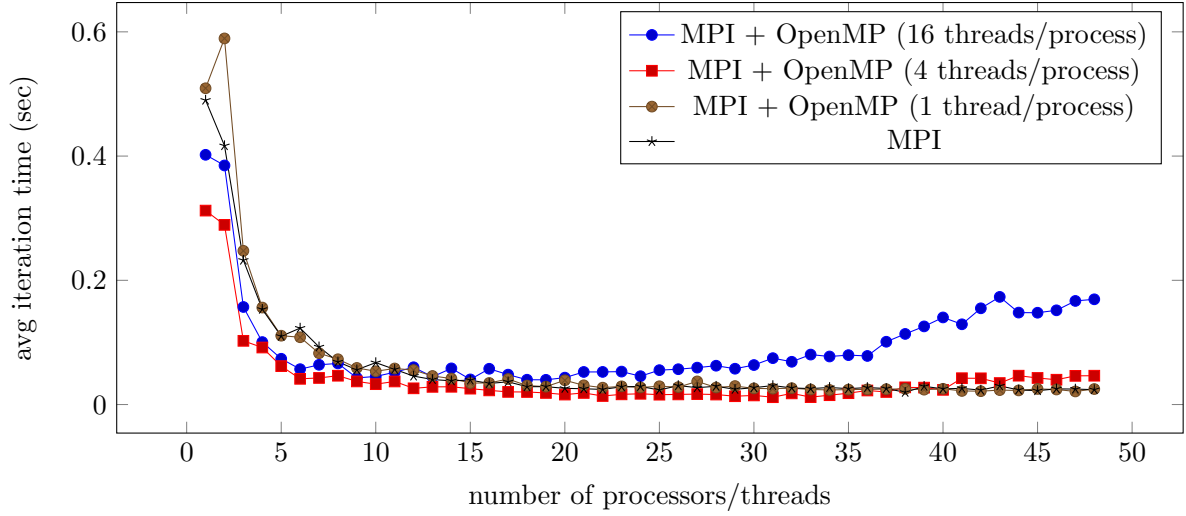 0.6
0.4
0.2
0
0 5 10 15 20 25 30 35 40 45 50
avg iteration time (sec)
number of processors/threads
MPI + OpenMP (16 threads/process)
MPI + OpenMP (4 threads/process)
MPI + OpenMP (1 thread/process)
MPI